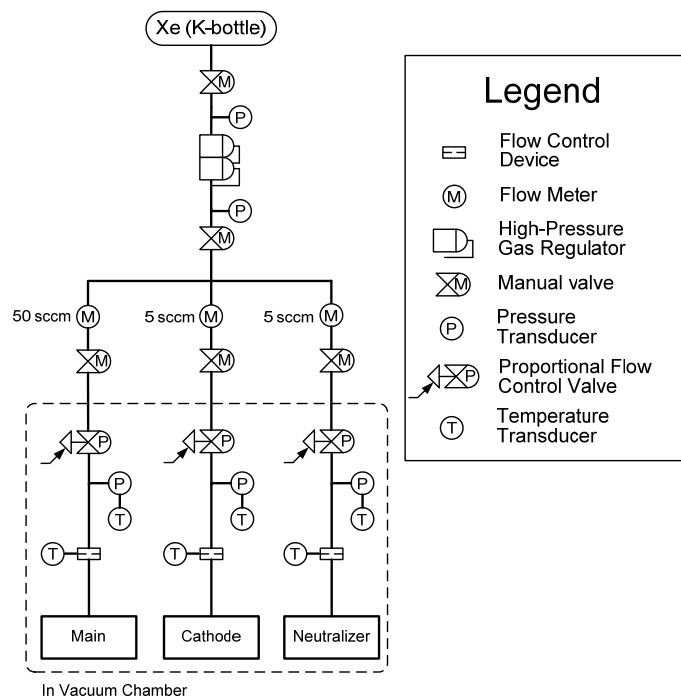 Xe (K-bottle)
M
P
P
M
50 sccm M 5 sccm M 5 sccm M
M M M
P P P
P P P
T T T
T T T
Main Cathode Neutralizer
In Vacuum Chamber
Legend
Flow Control
Device
M Flow Meter
High-Pressure
Gas Regulator
M Manual valve
P Pressure
Transducer
P Proportional Flow
Control Valve
T Temperature
Transducer